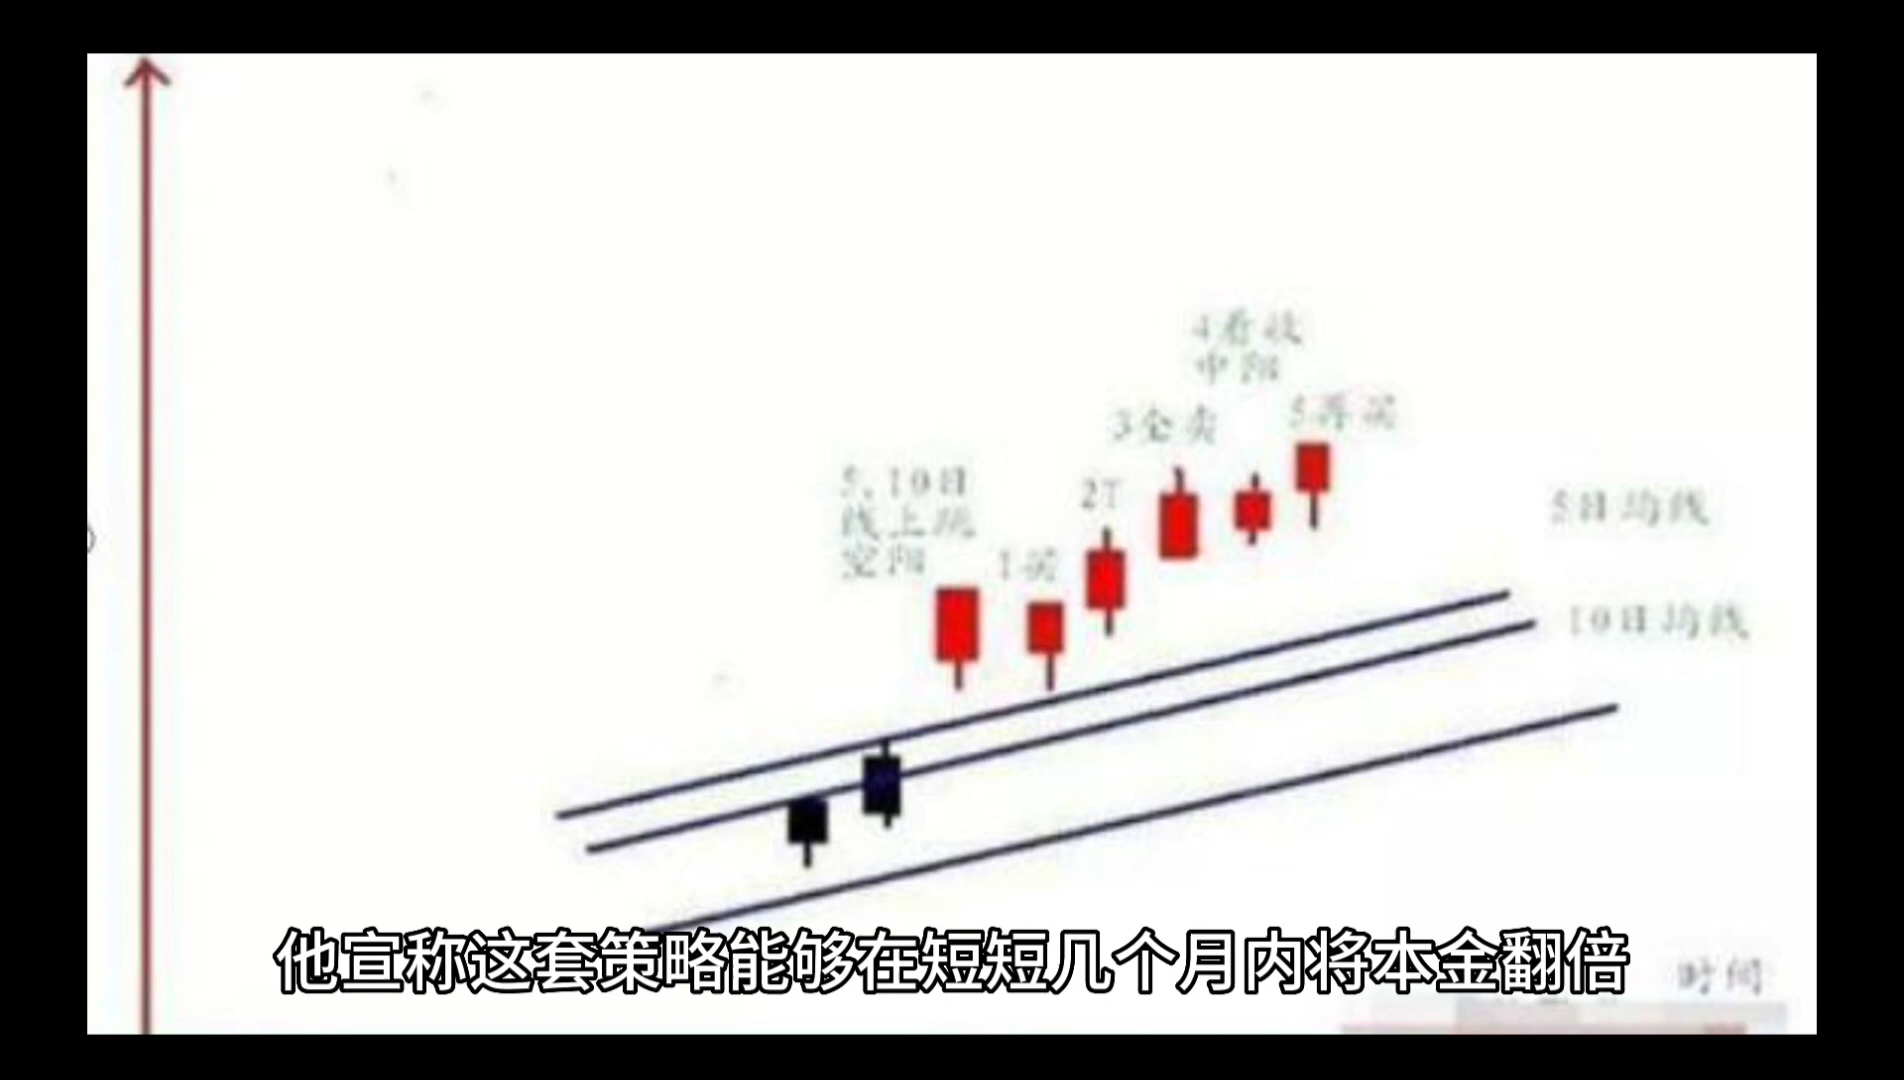 4看收
中阳
3全卖
5再买
5.10日
线上跳
空阳
1买
2T
5日均线
10日均线
他宣称这套策略能够在短短几个月内将本金翻倍
时间